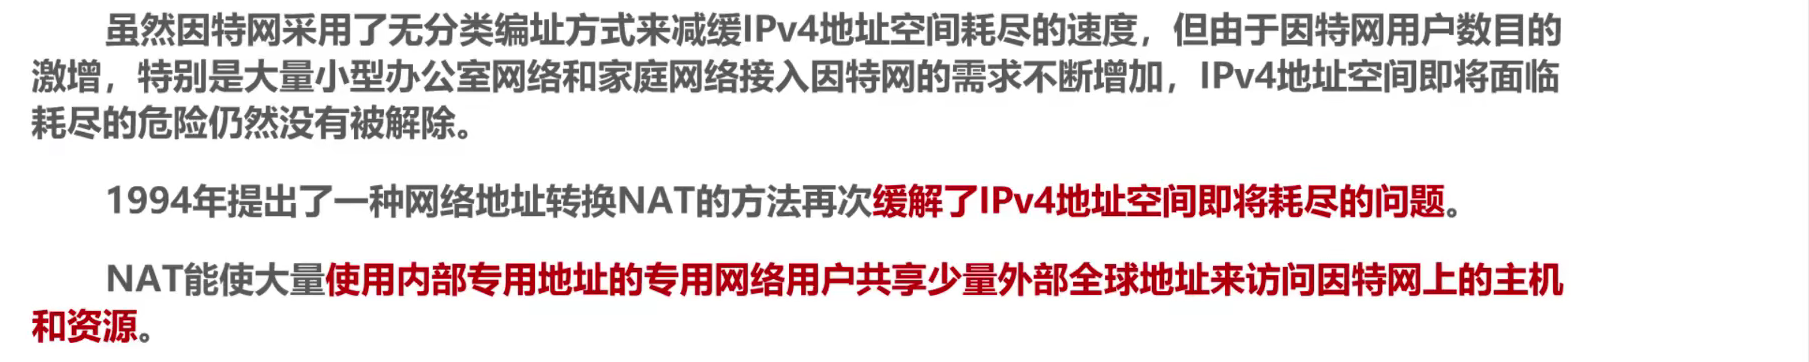 虽然因特网采用了无分类编址方式来减缓IPv4地址空间耗尽的速度，但由于因特网用户数目的
激增，特别是大量小型办公室网络和家庭网络接入因特网的需求不断增加，IPv4地址空间即将面临
耗尽的危险仍然没有被解除。
1994年提出了一种网络地址转换NAT的方法再次缓解了IPv4地址空间即将耗尽的问题。
NAT能使大量使用内部专用地址的专用网络用户共享少量外部全球地址来访问因特网上的主机
和资源。